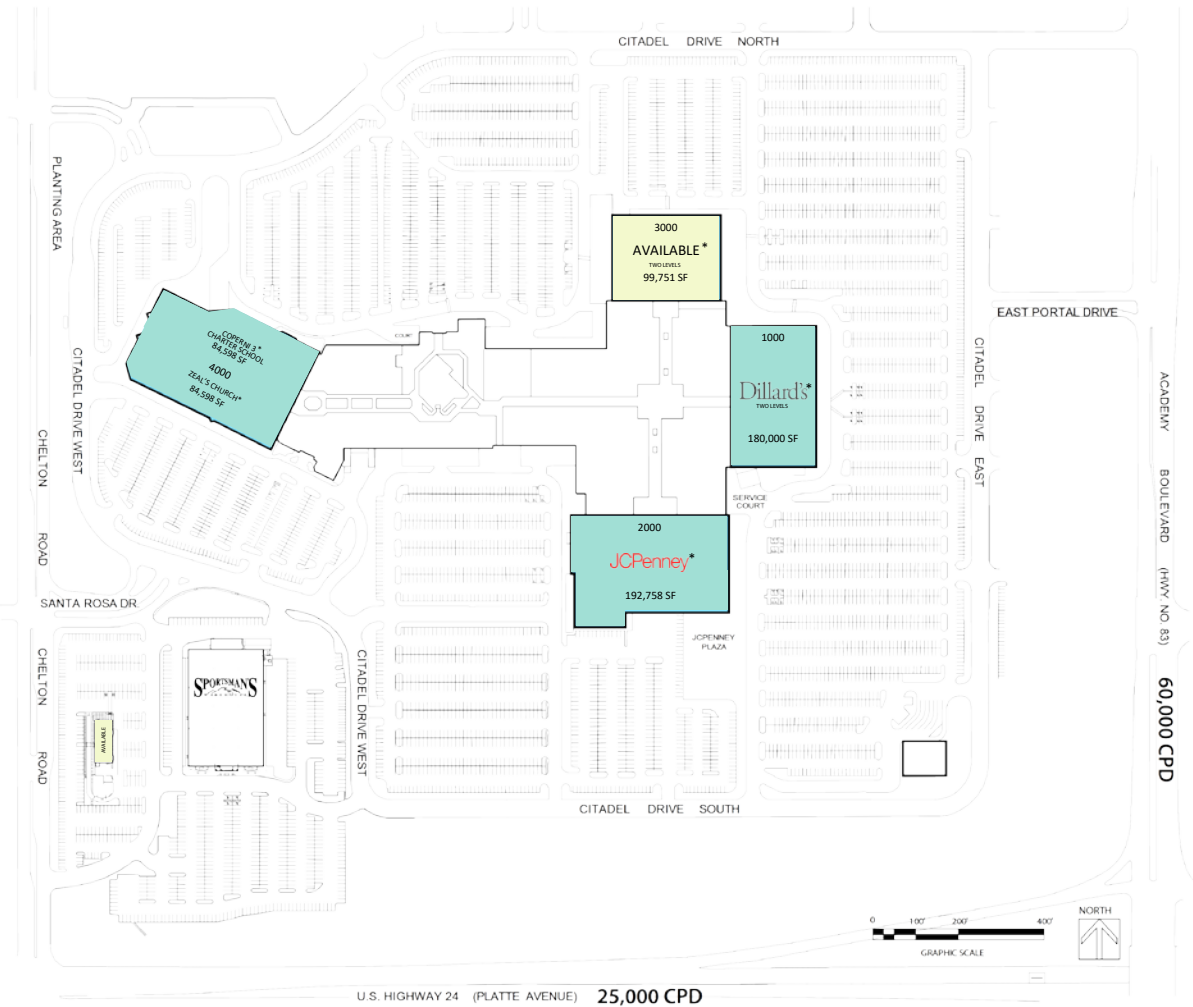 CITADEL DRIVE NORTH
PLANTING AREA
3000
AVAILABLE*
TWO LEVELS
99,751 SF
EAST PORTAL DRIVE
COPERNI 3*
CHARTER SCHOOL
84,598 SF
4000
ZEAL'S CHURCH*
84,598 SF
COURT
1000
Dillard's*
TWO LEVELS
180,000 SF
CITADEL DRIVE WEST
CITADEL DRIVE EAST
ACADEMY BOULEVARD (HWY. NO. 83)
60,000 CPD
CHELTON ROAD
SERVICE
COURT
2000
JCPenney*
192,758 SF
SANTA ROSA DR.
JCPENNEY
PLAZA
CHELTON ROAD
SPORTSMAN'S
CITADEL DRIVE WEST
AVAILABLE
CITADEL DRIVE SOUTH
0 100' 200' 400'
GRAPHIC SCALE
NORTH
U.S. HIGHWAY 24 (PLATTE AVENUE) 25,000 CPD